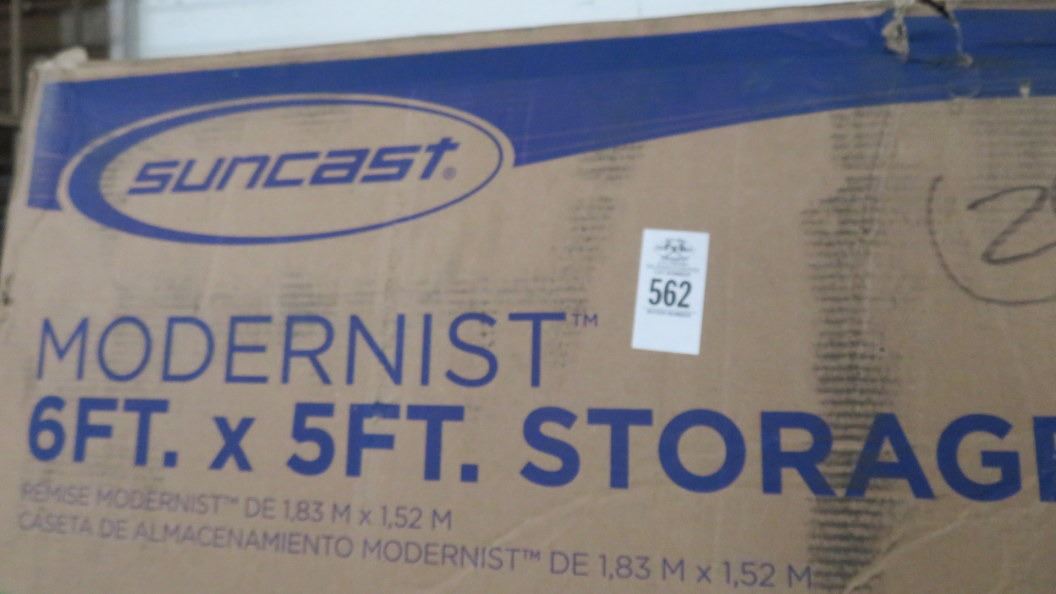 suncast®
562
MODERNIST™
6FT. x 5FT. STORAGE
REMISE MODERNIST™ DE 1,83 M x 1,52 M
CASETA DE ALMACENAMIENTO MODERNIST™ DE 1,83 M x 1,52 M